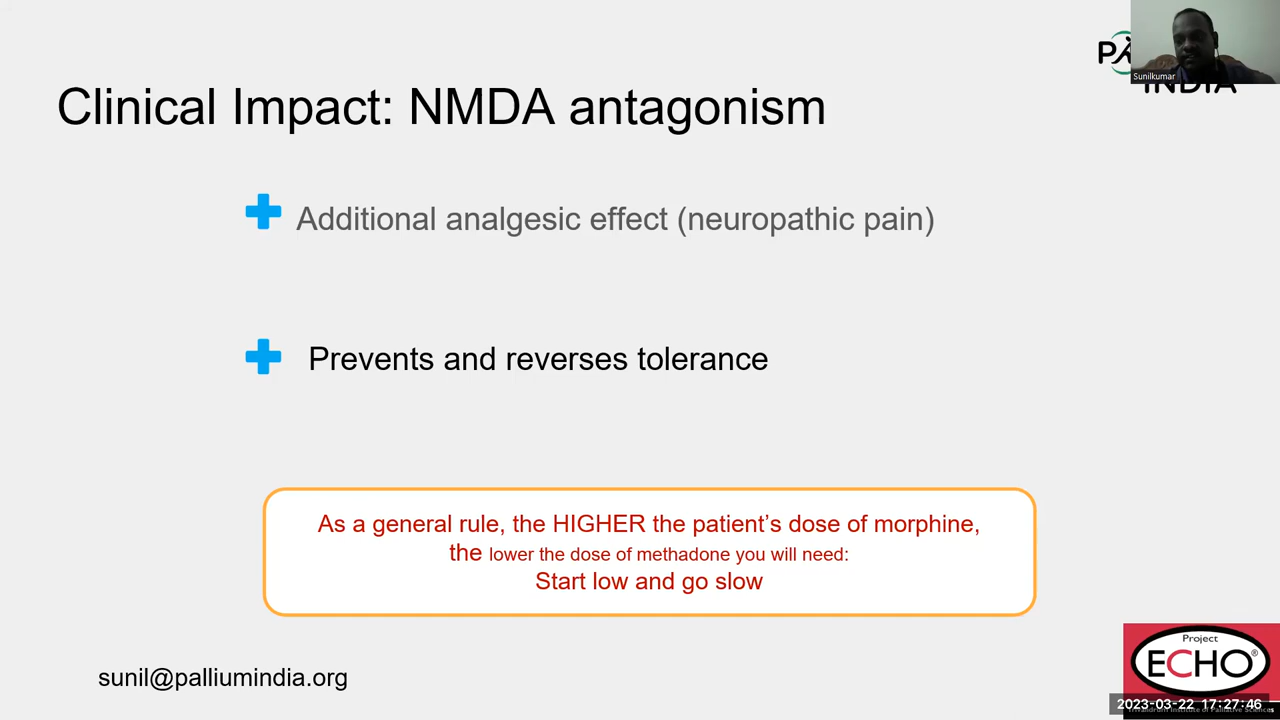 Clinical Impact: NMDA antagonism
Sunilkumar
INDIA
Additional analgesic effect (neuropathic pain)
Prevents and reverses tolerance
As a general rule, the HIGHER the patient’s dose of morphine,
the lower the dose of methadone you will need:
Start low and go slow
sunil@palliumindia.org
Project
ECHO®
2023-03-22 17:27:46